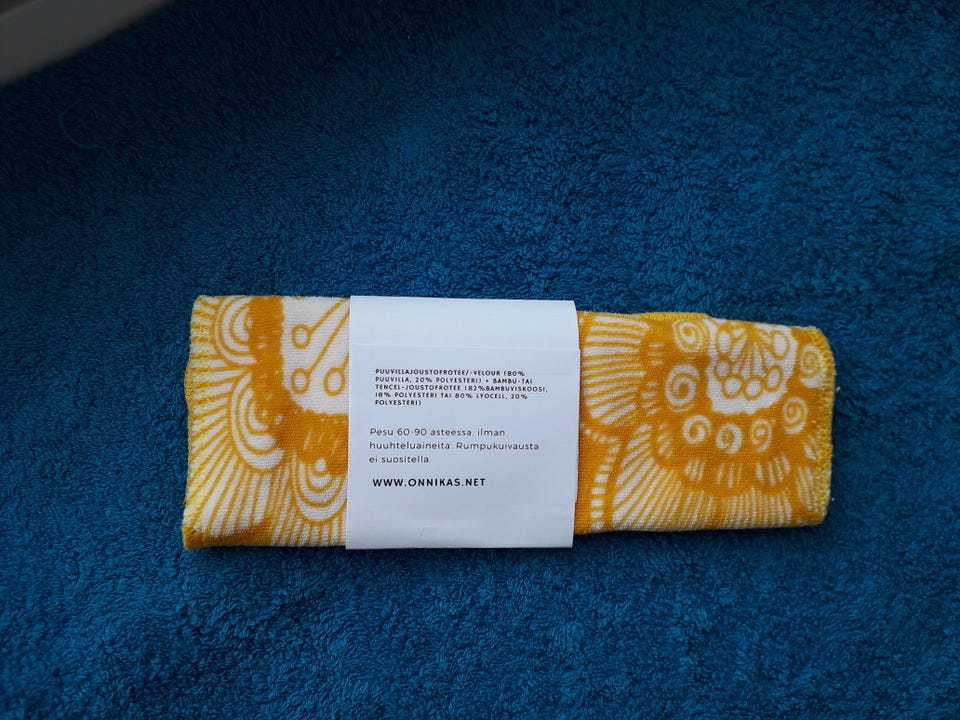 PUUVILLAJOUSTOFROTEE/-VELOUR (80%
PUUVILLA, 20% POLYESTERI) + BAMBU-TAI
TENCEL-JOUSTOFROTEE (82%BAMBUVISKOOSI,
18% POLYESTERI TAI 80% LYOCELL, 20%
POLYESTERI)
Pesu 60-90 asteessa, ilman
huuhteluaineita. Rumpukuivausta
ei suositella.
WWW.ONNIKAS.NET